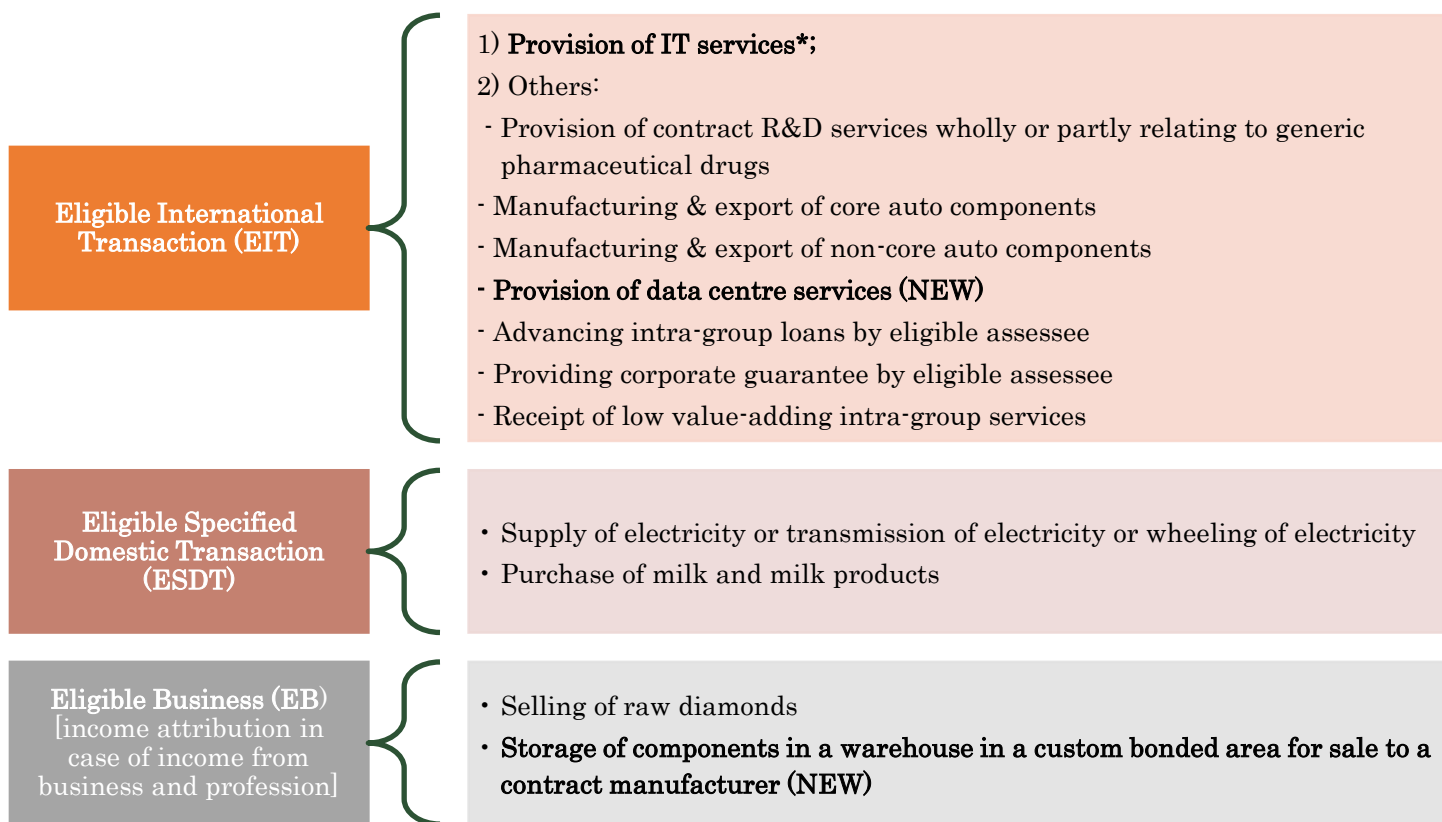 Eligible International
Transaction (EIT)
1) Provision of IT services*;
2) Others:
- Provision of contract R&D services wholly or partly relating to generic
pharmaceutical drugs
- Manufacturing & export of core auto components
- Manufacturing & export of non-core auto components
- Provision of data centre services (NEW)
- Advancing intra-group loans by eligible assessee
- Providing corporate guarantee by eligible assessee
- Receipt of low value-adding intra-group services
Eligible Specified
Domestic Transaction
(ESDT)
• Supply of electricity or transmission of electricity or wheeling of electricity
• Purchase of milk and milk products
Eligible Business (EB)
[income attribution in
case of income from
business and profession]
• Selling of raw diamonds
• Storage of components in a warehouse in a custom bonded area for sale to a
contract manufacturer (NEW)